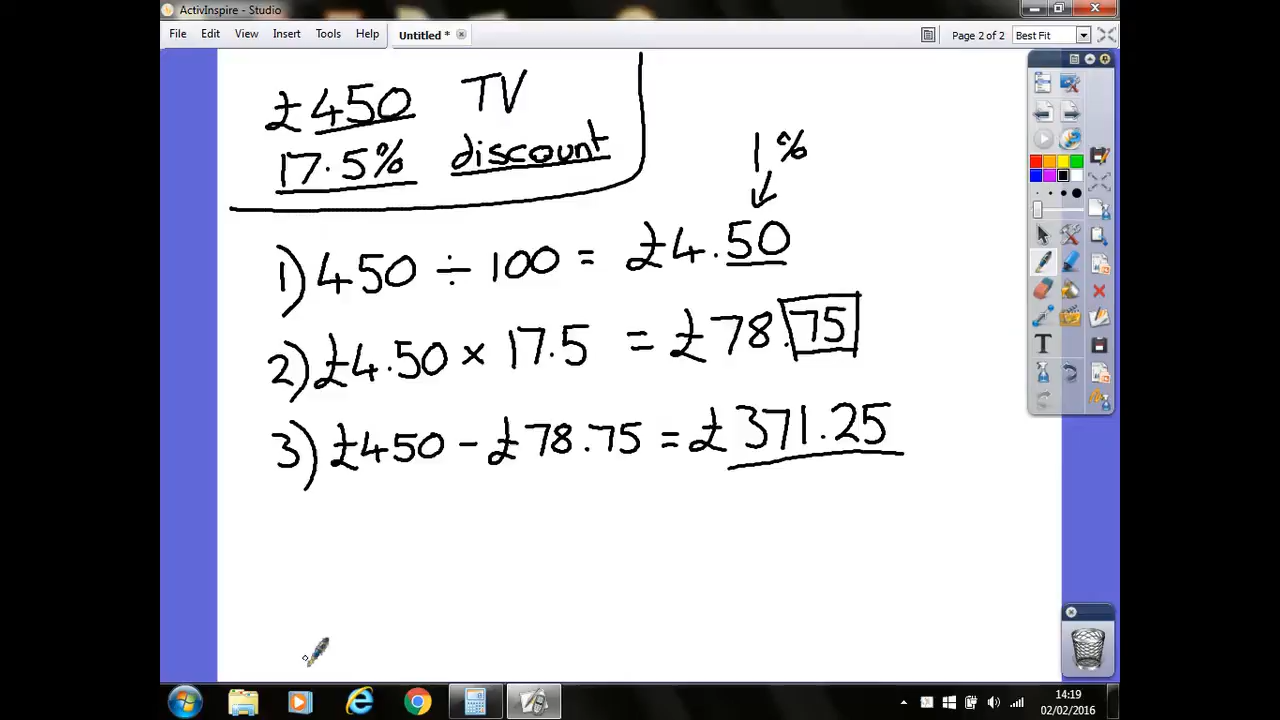 ActivInspire - Studio
File Edit View Insert Tools Help Untitled * Page 2 of 2 Best Fit
£450 TV
17.5% discount
1%
1) 450 ÷ 100 = £4.50
2) £4.50 × 17.5 = £78.75
3) £450 - £78.75 = £371.25
T
14:19
02/02/2016